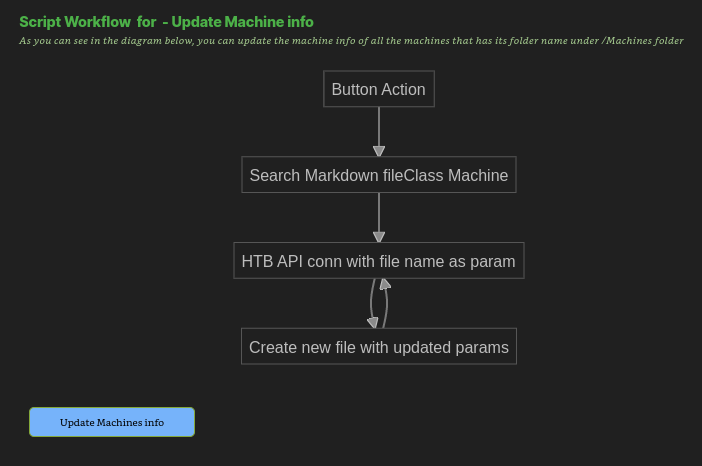 Script Workflow for - Update Machine info
As you can see in the diagram below, you can update the machine info of all the machines that has its folder name under /Machines folder
Button Action
Search Markdown fileClass Machine
HTB API conn with file name as param
Create new file with updated params
Update Machines info